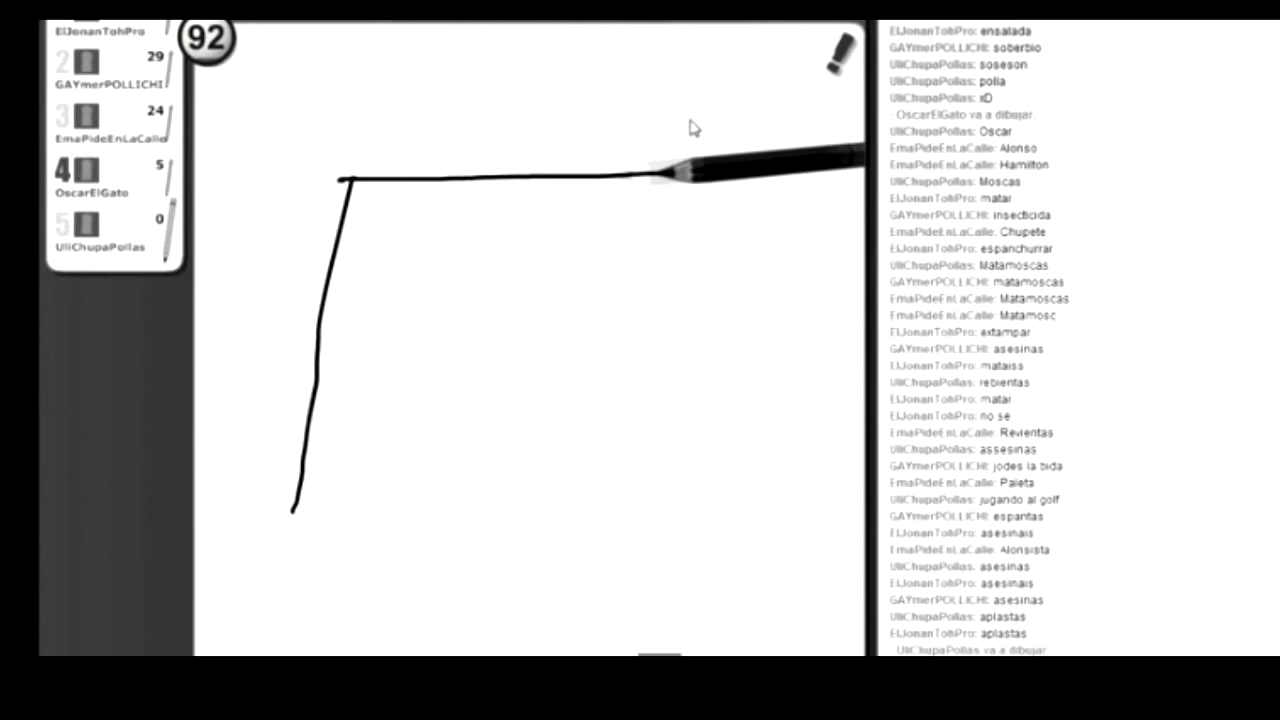 ElJonanTohPro
92
2
29
GAYmerPOLLICHI
3
24
EmaPideEnLaCalle
4
5
OscarElGato
5
0
UliChupaPollas
ElJonanTohPro: ensalada
GAYmerPOLLICHI: soberbio
UliChupaPollas: soseson
UliChupaPollas: polla
UliChupaPollas: xD
· OscarElGato va a dibujar.
UliChupaPollas: Oscar
EmaPideEnLaCalle: Alonso
EmaPideEnLaCalle: Hamilton
UliChupaPollas: Moscas
ElJonanTohPro: matar
GAYmerPOLLICHI: insecticida
EmaPideEnLaCalle: Chupete
ElJonanTohPro: espanchurrar
UliChupaPollas: Matamoscas
GAYmerPOLLICHI: matamoscas
EmaPideEnLaCalle: Matamoscas
EmaPideEnLaCalle: Matamosc
ElJonanTohPro: extampar
GAYmerPOLLICHI: asesinas
ElJonanTohPro: mataiss
UliChupaPollas: rebientas
ElJonanTohPro: matar
ElJonanTohPro: no se
EmaPideEnLaCalle: Revientas
UliChupaPollas: assesinas
GAYmerPOLLICHI: jodes la bida
EmaPideEnLaCalle: Paleta
UliChupaPollas: jugando al golf
GAYmerPOLLICHI: espantas
ElJonanTohPro: asesinais
EmaPideEnLaCalle: Alonsista
UliChupaPollas: asesinas
ElJonanTohPro: asesinais
GAYmerPOLLICHI: asesinas
UliChupaPollas: aplastas
ElJonanTohPro: aplastas
UliChupaPollas va a dibujar